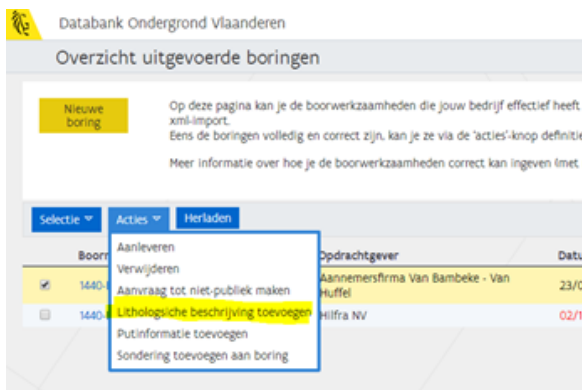 Databank Ondergrond Vlaanderen
Overzicht uitgevoerde boringen
Nieuwe boring
Op deze pagina kan je de boorwerkzaamheden die jouw bedrijf effectief heeft
xml-import.
Eens de boringen volledig en correct zijn, kan je ze via de 'acties'-knop definitie
Meer informatie over hoe je de boorwerkzaamheden correct kan ingeven (met
Selectie Acties Herladen
Aanleveren
Verwijderen
Aanvraag tot niet-publiek maken
Lithologsiche beschrijving toevoegen
Putinformatie toevoegen
Sondering toevoegen aan boring
Boorn Opdrachtgever Datu
1440- Aannemersfirma Van Bambeke - Van Huffel 23/0
1440- Hilfra NV 02/1